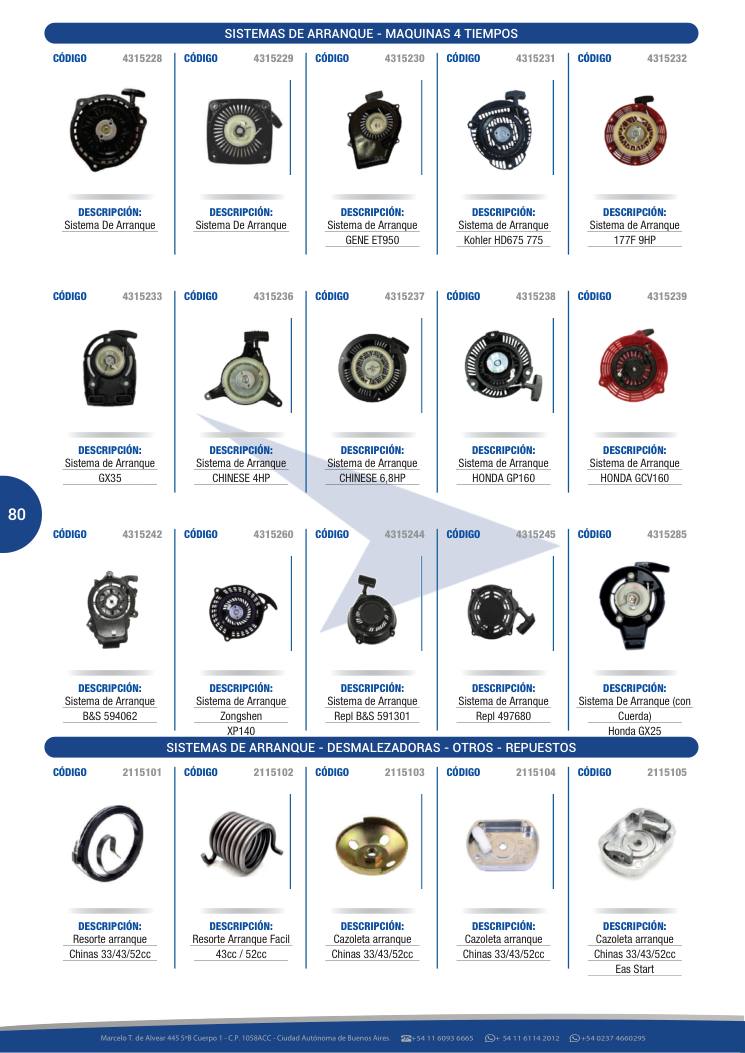 SISTEMAS DE ARRANQUE - MAQUINAS 4 TIEMPOS
CÓDIGO 4315228
DESCRIPCIÓN:
Sistema De Arranque
CÓDIGO 4315229
DESCRIPCIÓN:
Sistema De Arranque
CÓDIGO 4315230
DESCRIPCIÓN:
Sistema de Arranque
GENE ET950
CÓDIGO 4315231
DESCRIPCIÓN:
Sistema de Arranque
Kohler HD675 775
CÓDIGO 4315232
DESCRIPCIÓN:
Sistema de Arranque
177F 9HP
CÓDIGO 4315233
DESCRIPCIÓN:
Sistema de Arranque
GX35
CÓDIGO 4315236
DESCRIPCIÓN:
Sistema de Arranque
CHINESE 4HP
CÓDIGO 4315237
DESCRIPCIÓN:
Sistema de Arranque
CHINESE 6,8HP
CÓDIGO 4315238
DESCRIPCIÓN:
Sistema de Arranque
HONDA GP160
CÓDIGO 4315239
DESCRIPCIÓN:
Sistema de Arranque
HONDA GCV160
80
CÓDIGO 4315242
DESCRIPCIÓN:
Sistema de Arranque
B&S 594062
CÓDIGO 4315260
DESCRIPCIÓN:
Sistema de Arranque
Zongshen
XP140
CÓDIGO 4315244
DESCRIPCIÓN:
Sistema de Arranque
Repl B&S 591301
CÓDIGO 4315245
DESCRIPCIÓN:
Sistema de Arranque
Repl 497680
CÓDIGO 4315285
DESCRIPCIÓN:
Sistema De Arranque (con
Cuerda)
Honda GX25
SISTEMAS DE ARRANQUE - DESMALEZADORAS - OTROS - REPUESTOS
CÓDIGO 2115101
DESCRIPCIÓN:
Resorte arranque
Chinas 33/43/52cc
CÓDIGO 2115102
DESCRIPCIÓN:
Resorte Arranque Facil
43cc / 52cc
CÓDIGO 2115103
DESCRIPCIÓN:
Cazoleta arranque
Chinas 33/43/52cc
CÓDIGO 2115104
DESCRIPCIÓN:
Cazoleta arranque
Chinas 33/43/52cc
CÓDIGO 2115105
DESCRIPCIÓN:
Cazoleta arranque
Chinas 33/43/52cc
Eas Start
Marcelo T. de Alvear 445 5ºB Cuerpo 1 - C.P. 1058ACC - Ciudad Autónoma de Buenos Aires. +54 11 6093 6665 + 54 11 6114 2012 +54 0237 4660295